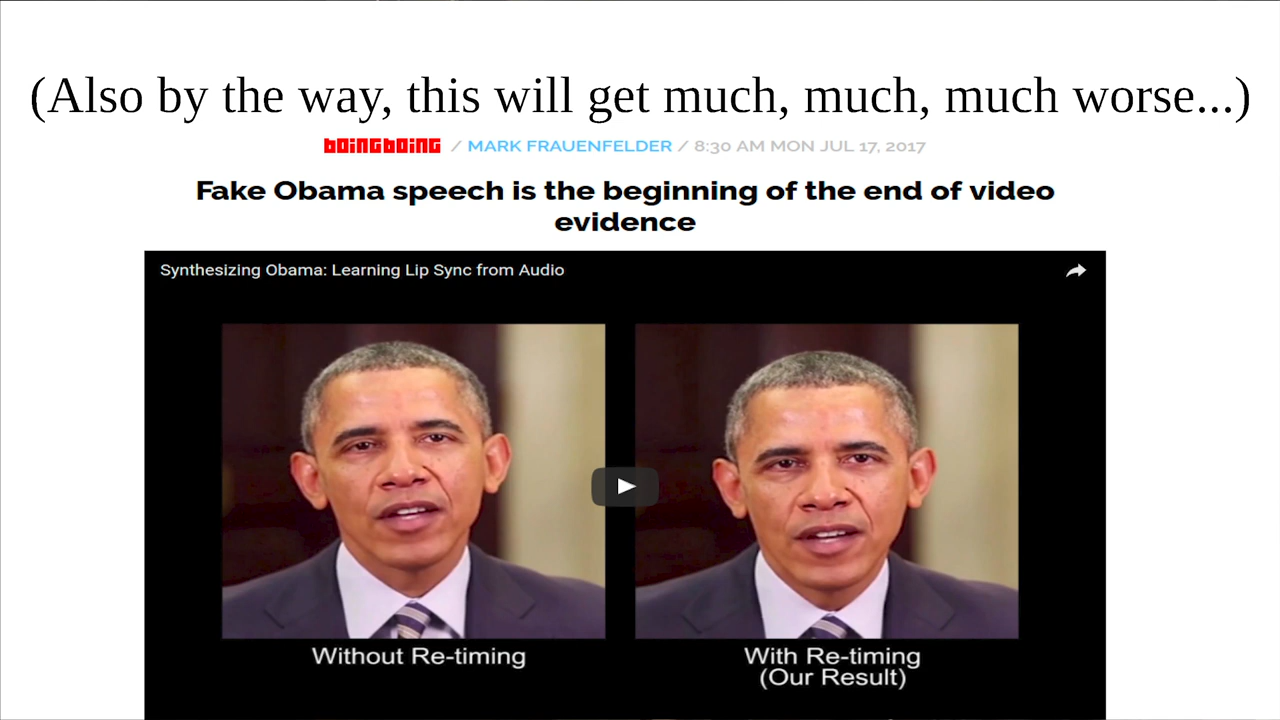 (Also by the way, this will get much, much, much worse...)
boingboing / MARK FRAUENFELDER / 8:30 AM MON JUL 17, 2017
Fake Obama speech is the beginning of the end of video
evidence
Synthesizing Obama: Learning Lip Sync from Audio
Without Re-timing
With Re-timing
(Our Result)